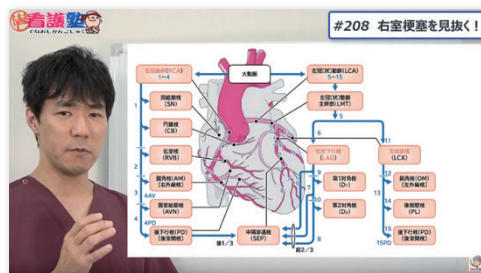 看護塾
#208 右室梗塞を見抜く!
右冠動脈(RCA)
1~4
大動脈
左冠(状)動脈(LCA)
5~15
左冠(状)動脈
主幹部(LMT)
洞結節枝
(SN)
円錐枝
(CB)
右室枝
(RVB)
鋭角枝(AM)
(右外縁枝)
房室結節枝
(AVN)
後下行枝(PD)
(後室間枝)
左前下行枝
(LAD)
左回旋枝
(LCX)
第1対角枝
(D₁)
第2対角枝
(D₂)
鈍角枝(OM)
(左外縁枝)
後側壁枝
(PL)
後下行枝(PD)
(後室間枝)
中隔穿通枝
(SEP)
1
2
3
4AV
4
4PD
5
6
7
8
9
10
11
12
13
14
15
15PD
後1/3
前2/3